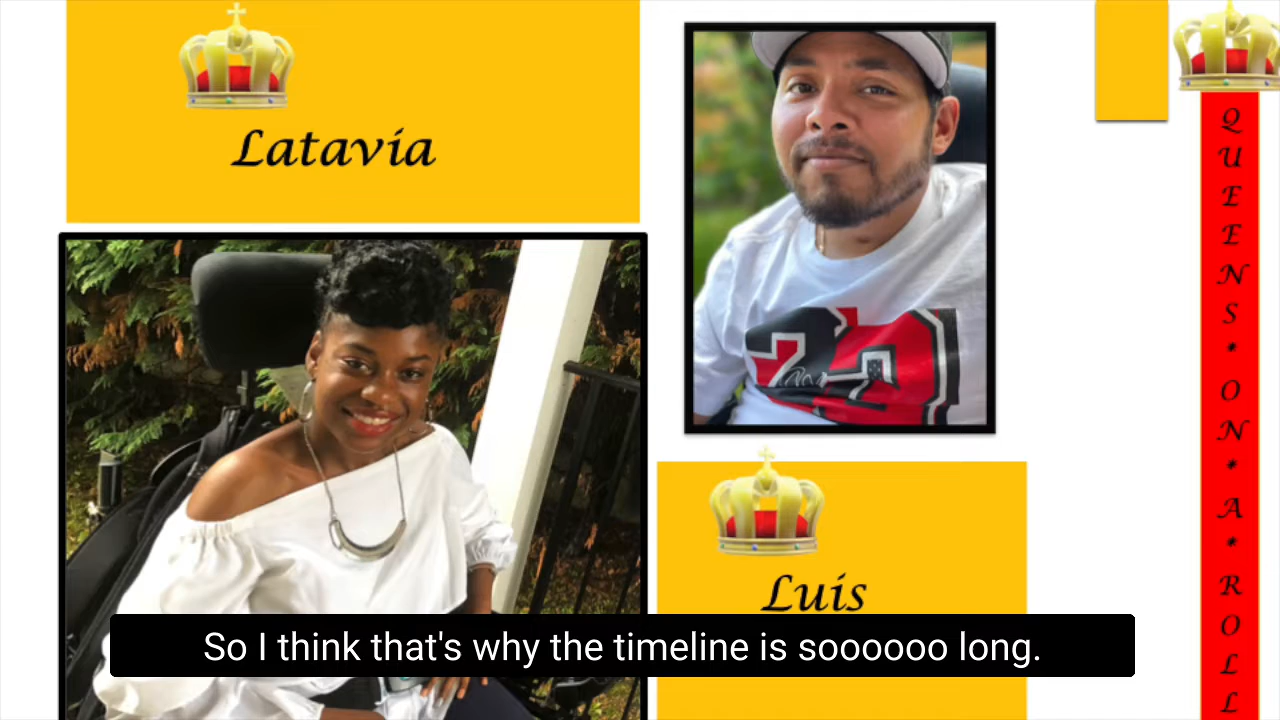 Latavia
Luis
So I think that's why the timeline is soooooo long.
QUEENS*ON*A*ROLL